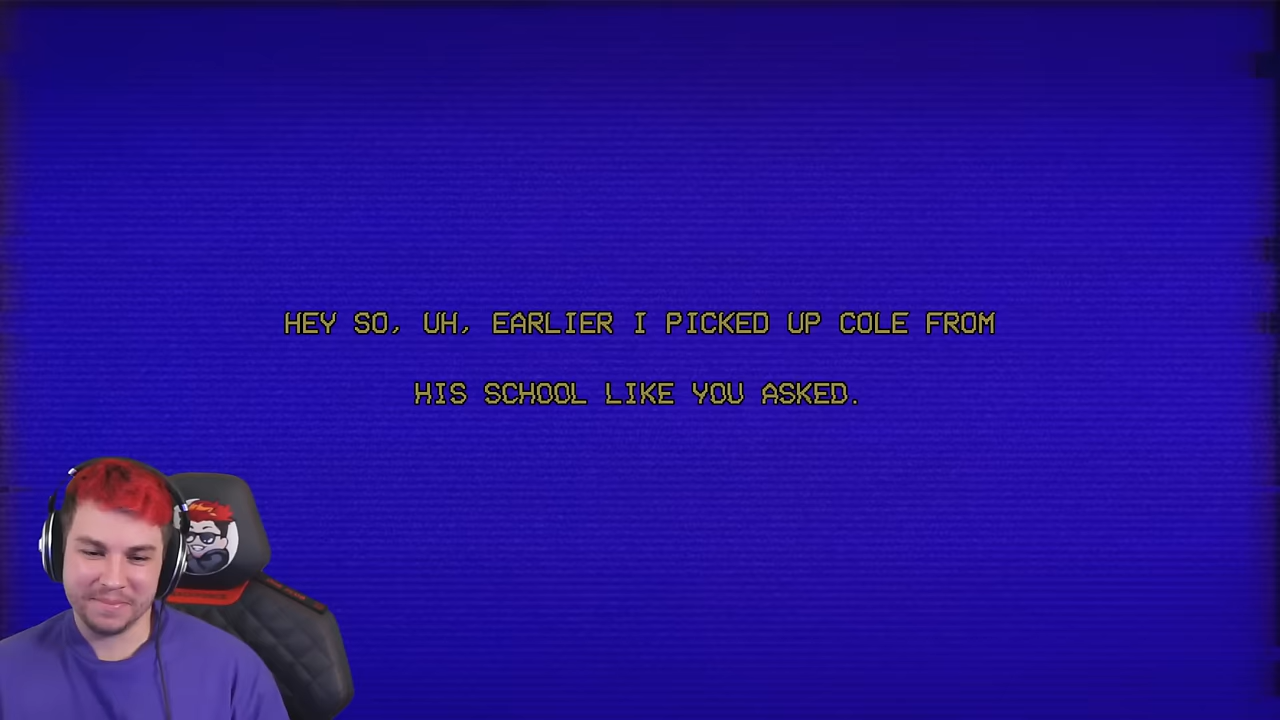 HEY SO, UH, EARLIER I PICKED UP COLE FROM
HIS SCHOOL LIKE YOU ASKED.